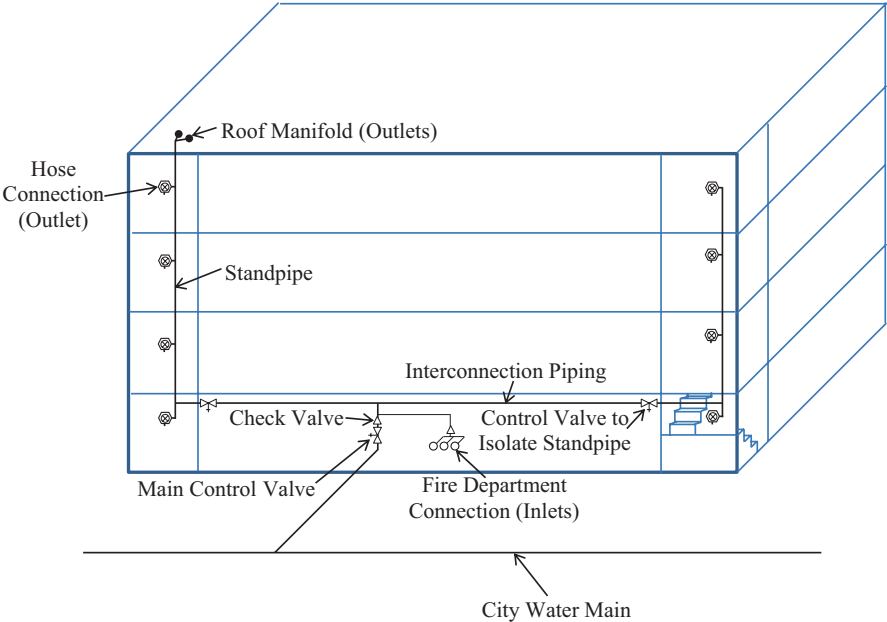 Roof Manifold (Outlets)
Hose
Connection
(Outlet)
Standpipe
Interconnection Piping
Check Valve
Control Valve to
Isolate Standpipe
Main Control Valve
Fire Department
Connection (Inlets)
City Water Main